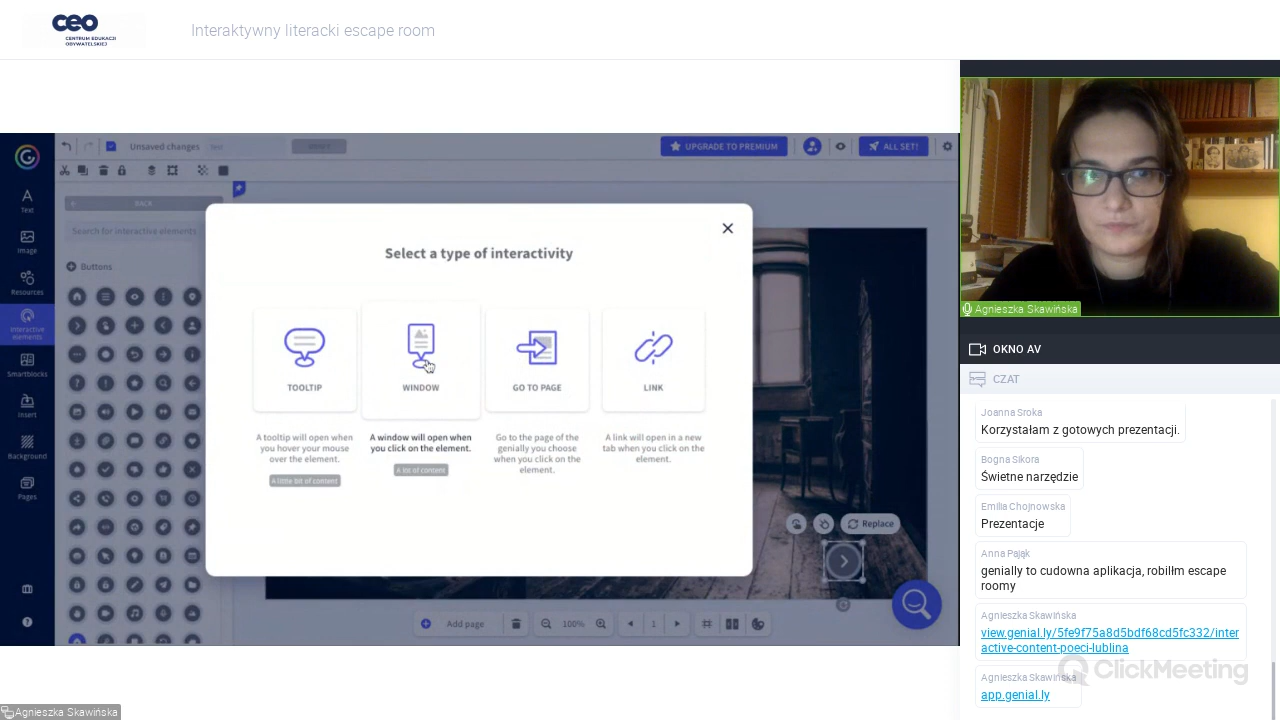 ceo
CENTRUM EDUKACJI
OBYWATELSKIEJ
Interaktywny literacki escape room
Unsaved changes
UPGRADE TO PREMIUM
ALL SET!
BACK
Search for interactive elements
Buttons
Text
Image
Resources
Interactive
elements
Smartblocks
Insert
Background
Pages
Select a type of interactivity
TOOLTIP
WINDOW
GO TO PAGE
LINK
A tooltip will open when
you hover your mouse
over the element.
A little bit of content
A window will open when
you click on the element.
A lot of content
Go to the page of the
genially you choose
when you click on the
element.
A link will open in a new
tab when you click on the
element.
Replace
Add page
100%
1
Agnieszka Skawińska
Agnieszka Skawińska
OKNO AV
CZAT
Joanna Sroka
Korzystałam z gotowych prezentacji.
Bogna Sikora
Świetne narzędzie
Emilia Chojnowska
Prezentacje
Anna Pająk
genially to cudowna aplikacja, robiłłm escape
roomy
Agnieszka Skawińska
view.genial.ly/5fe9f75a8d5bdf68cd5fc332/inter
active-content-poeci-lublina
Agnieszka Skawińska
app.genial.ly
ClickMeeting